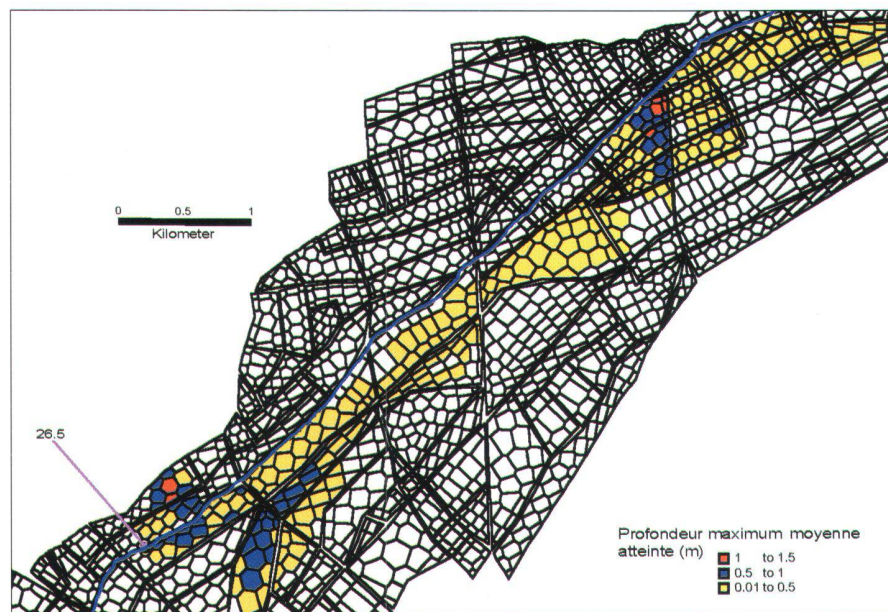 0 0.5 1
Kilometer
26.5
Profondeur maximum moyenne
atteinte (m)
1 to 1.5
0.5 to 1
0.01 to 0.5